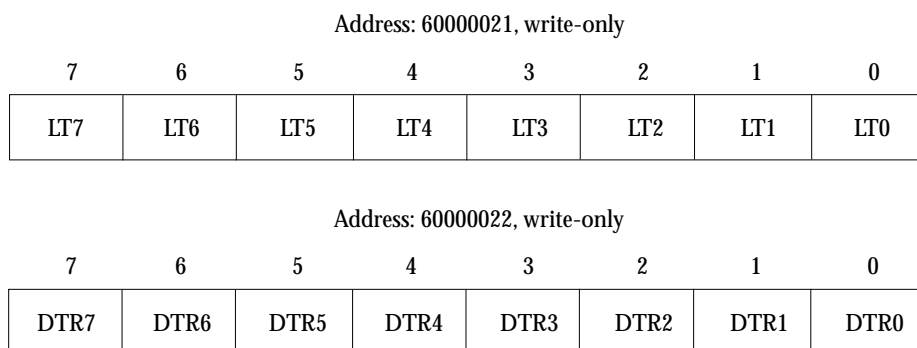 Address: 60000021, write-only
7 6 5 4 3 2 1 0
LT7 LT6 LT5 LT4 LT3 LT2 LT1 LT0
Address: 60000022, write-only
7 6 5 4 3 2 1 0
DTR7 DTR6 DTR5 DTR4 DTR3 DTR2 DTR1 DTR0